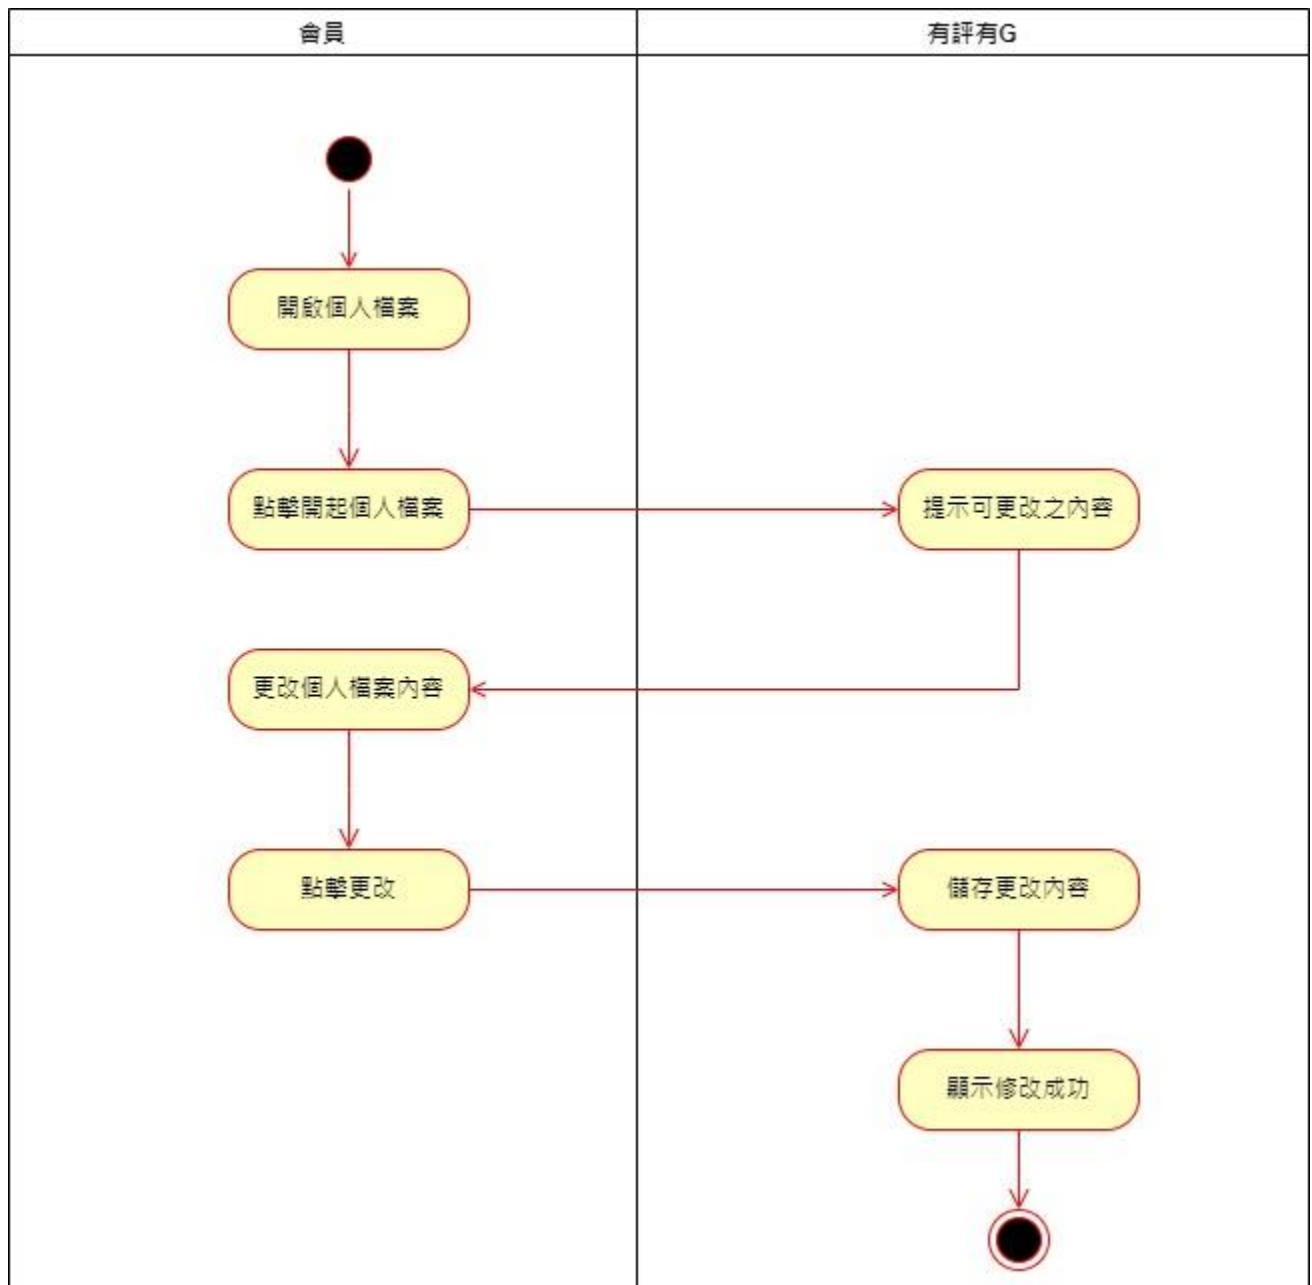 會員
有評有G
開啟個人檔案
點擊開起個人檔案
提示可更改之內容
更改個人檔案內容
點擊更改
儲存更改內容
顯示修改成功